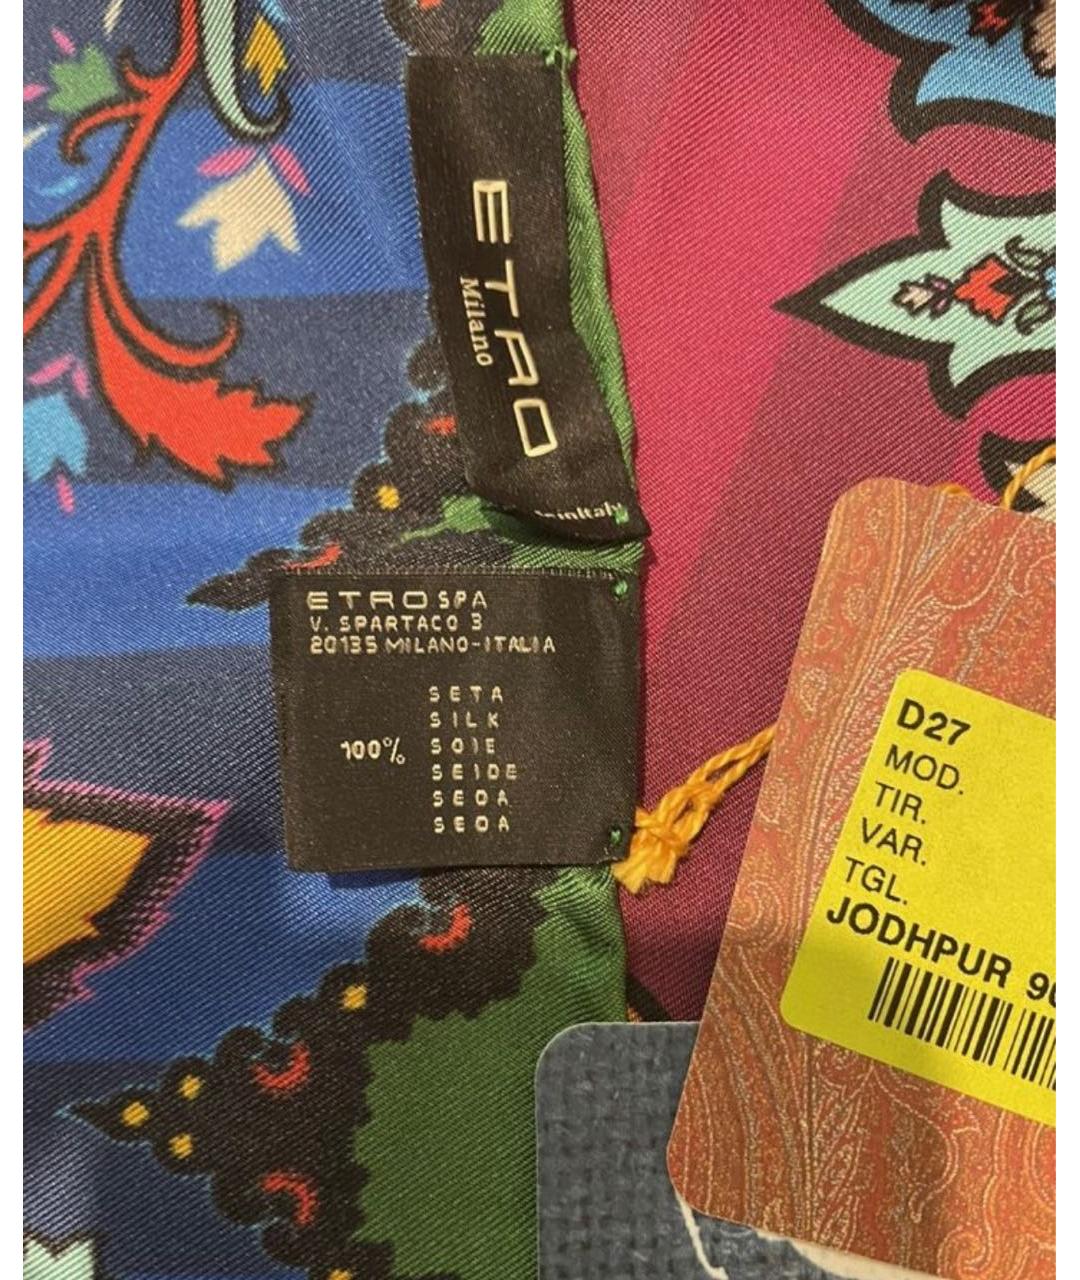 ETRO
Milano
ETRO SPA
V. SPARTACO 3
20135 MILANO-ITALIA
SETA
SILK
100% SOIE
SEIDE
SEDA
SEDA
D27
MOD.
TIR.
VAR.
TGL.
JODHPUR